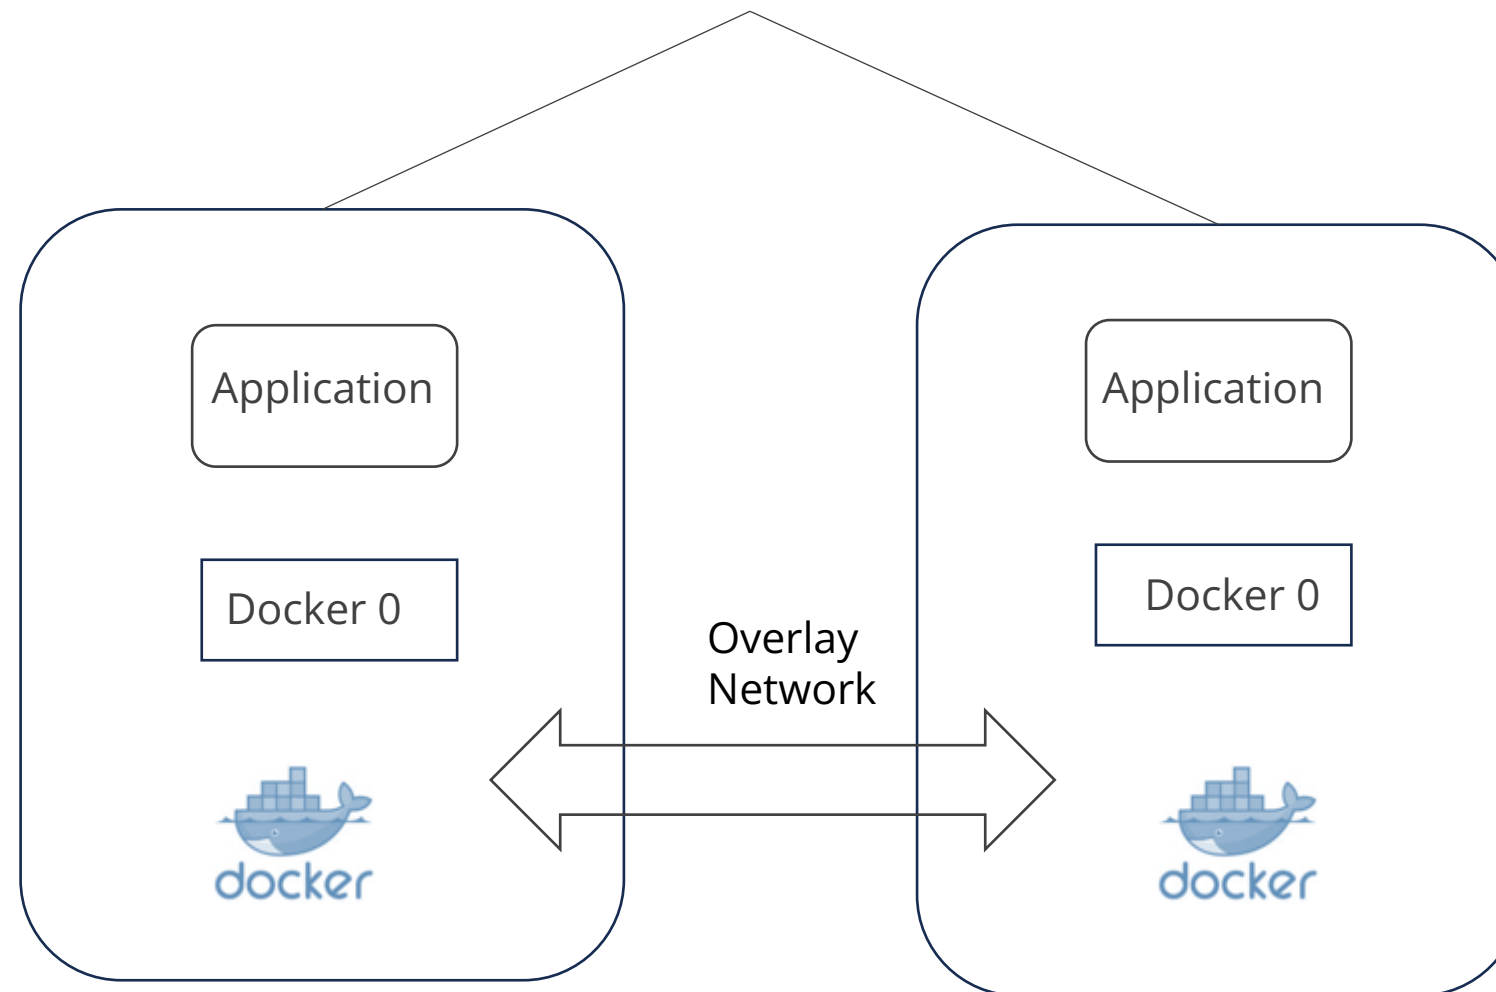 Application
Application
Docker 0
Docker 0
Overlay
Network
docker
docker